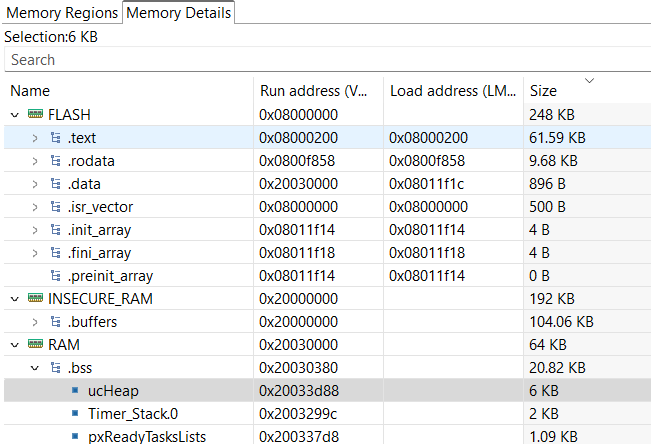 Memory Regions Memory Details
Selection:6 KB
Search
Name Run address (V... Load address (LM... Size
FLASH 0x08000000 248 KB
.text 0x08000200 0x08000200 61.59 KB
.rodata 0x0800f858 0x0800f858 9.68 KB
.data 0x20030000 0x08011f1c 896 B
.isr_vector 0x08000000 0x08000000 500 B
.init_array 0x08011f14 0x08011f14 4 B
.fini_array 0x08011f18 0x08011f18 4 B
.preinit_array 0x08011f14 0x08011f14 0 B
INSECURE_RAM 0x20000000 192 KB
.buffers 0x20000000 104.06 KB
RAM 0x20030000 64 KB
.bss 0x20030380 20.82 KB
ucHeap 0x20033d88 6 KB
Timer_Stack.0 0x2003299c 2 KB
pxReadyTasksLists 0x200337d8 1.09 KB